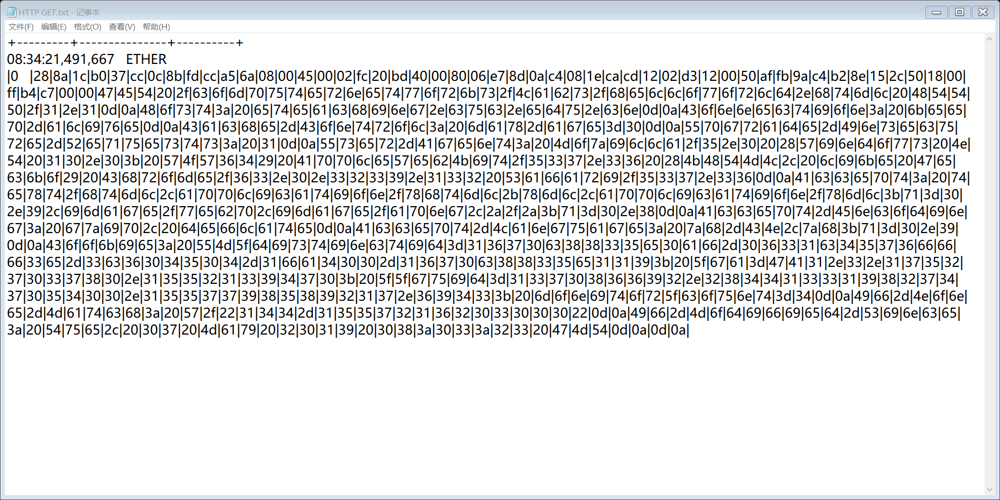 HTTP GET.txt - 记事本
文件(F) 编辑(E) 格式(O) 查看(V) 帮助(H)
+---------+---------------+----------+
08:34:21,491,667   ETHER
|0   |28|8a|1c|b0|37|cc|0c|8b|fd|cc|a5|6a|08|00|45|00|02|fc|20|bd|40|00|80|06|e7|8d|0a|c4|08|1e|ca|cd|12|02|d3|12|00|50|af|fb|9a|c4|b2|8e|15|2c|50|18|00|
ff|b4|c7|00|00|47|45|54|20|2f|63|6f|6d|70|75|74|65|72|6e|65|74|77|6f|72|6b|73|2f|4c|61|62|73|2f|68|65|6c|6c|6f|77|6f|72|6c|64|2e|68|74|6d|6c|20|48|54|54|
50|2f|31|2e|31|0d|0a|48|6f|73|74|3a|20|65|74|65|61|63|68|69|6e|67|2e|63|75|63|2e|65|64|75|2e|63|6e|0d|0a|43|6f|6e|6e|65|63|74|69|6f|6e|3a|20|6b|65|65|
70|2d|61|6c|69|76|65|0d|0a|43|61|63|68|65|2d|43|6f|6e|74|72|6f|6c|3a|20|6d|61|78|2d|61|67|65|3d|30|0d|0a|55|70|67|72|61|64|65|2d|49|6e|73|65|63|75|
72|65|2d|52|65|71|75|65|73|74|73|3a|20|31|0d|0a|55|73|65|72|2d|41|67|65|6e|74|3a|20|4d|6f|7a|69|6c|6c|61|2f|35|2e|30|20|28|57|69|6e|64|6f|77|73|20|4e|
54|20|31|30|2e|30|3b|20|57|4f|57|36|34|29|20|41|70|70|6c|65|57|65|62|4b|69|74|2f|35|33|37|2e|33|36|20|28|4b|48|54|4d|4c|2c|20|6c|69|6b|65|20|47|65|
63|6b|6f|29|20|43|68|72|6f|6d|65|2f|36|33|2e|30|2e|33|32|33|39|2e|31|33|32|20|53|61|66|61|72|69|2f|35|33|37|2e|33|36|0d|0a|41|63|63|65|70|74|3a|20|74|
65|78|74|2f|68|74|6d|6c|2c|61|70|70|6c|69|63|61|74|69|6f|6e|2f|78|68|74|6d|6c|2b|78|6d|6c|2c|61|70|70|6c|69|63|61|74|69|6f|6e|2f|78|6d|6c|3b|71|3d|30|
2e|39|2c|69|6d|61|67|65|2f|77|65|62|70|2c|69|6d|61|67|65|2f|61|70|6e|67|2c|2a|2f|2a|3b|71|3d|30|2e|38|0d|0a|41|63|63|65|70|74|2d|45|6e|63|6f|64|69|6e|
67|3a|20|67|7a|69|70|2c|20|64|65|66|6c|61|74|65|0d|0a|41|63|63|65|70|74|2d|4c|61|6e|67|75|61|67|65|3a|20|7a|68|2d|43|4e|2c|7a|68|3b|71|3d|30|2e|39|
0d|0a|43|6f|6f|6b|69|65|3a|20|55|4d|5f|64|69|73|74|69|6e|63|74|69|64|3d|31|36|37|30|63|38|38|33|35|65|30|61|66|2d|30|36|33|31|63|34|35|37|36|66|66|
66|33|65|2d|33|63|36|30|34|35|30|34|2d|31|66|61|34|30|30|2d|31|36|37|30|63|38|38|33|35|65|31|31|39|3b|20|5f|67|61|3d|47|41|31|2e|33|2e|31|37|35|32|
37|30|33|37|38|30|2e|31|35|35|32|31|33|39|34|37|30|3b|20|5f|5f|67|75|69|64|3d|31|33|37|30|38|36|36|39|32|2e|32|38|34|34|31|33|33|31|39|38|32|37|34|
37|30|35|34|30|30|2e|31|35|35|37|37|39|38|35|38|39|32|31|37|2e|36|39|34|33|3b|20|6d|6f|6e|69|74|6f|72|5f|63|6f|75|6e|74|3d|34|0d|0a|49|66|2d|4e|6f|6e|
65|2d|4d|61|74|63|68|3a|20|57|2f|22|31|34|34|2d|31|35|35|37|32|31|36|32|30|33|30|30|30|22|0d|0a|49|66|2d|4d|6f|64|69|66|69|65|64|2d|53|69|6e|63|65|
3a|20|54|75|65|2c|20|30|37|20|4d|61|79|20|32|30|31|39|20|30|38|3a|30|33|3a|32|33|20|47|4d|54|0d|0a|0d|0a|